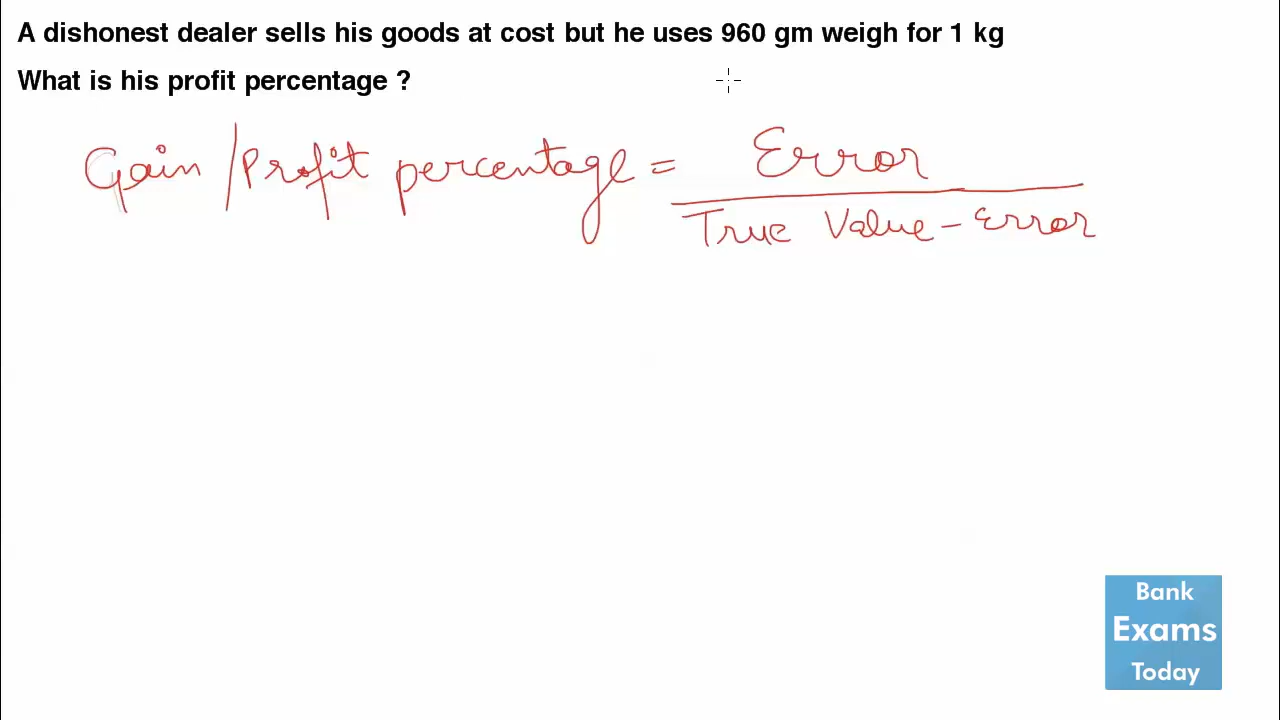 A dishonest dealer sells his goods at cost but he uses 960 gm weigh for 1 kg
What is his profit percentage ?
Gain / Profit percentage = Error
True Value - Error
Bank
Exams
Today